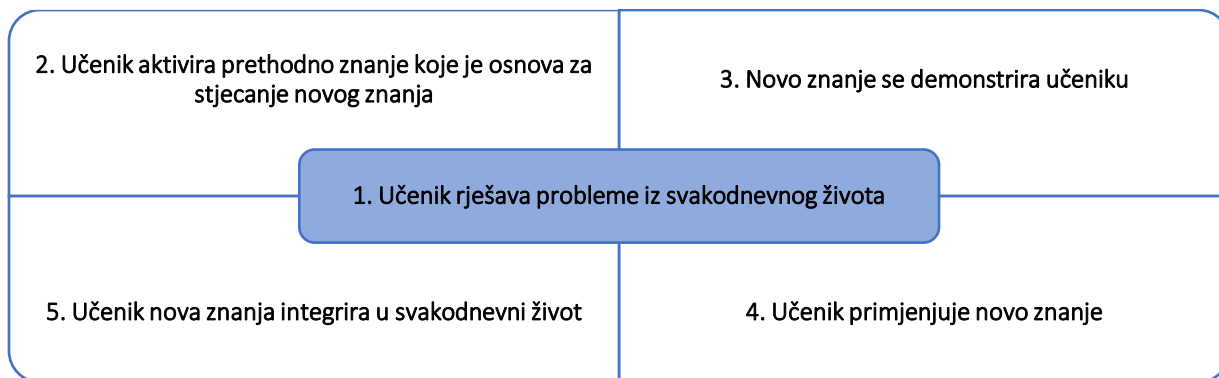 2. Učenik aktivira prethodno znanje koje je osnova za
stjecanje novog znanja
3. Novo znanje se demonstrira učeniku
1. Učenik rješava probleme iz svakodnevnog života
5. Učenik nova znanja integrira u svakodnevni život
4. Učenik primjenjuje novo znanje